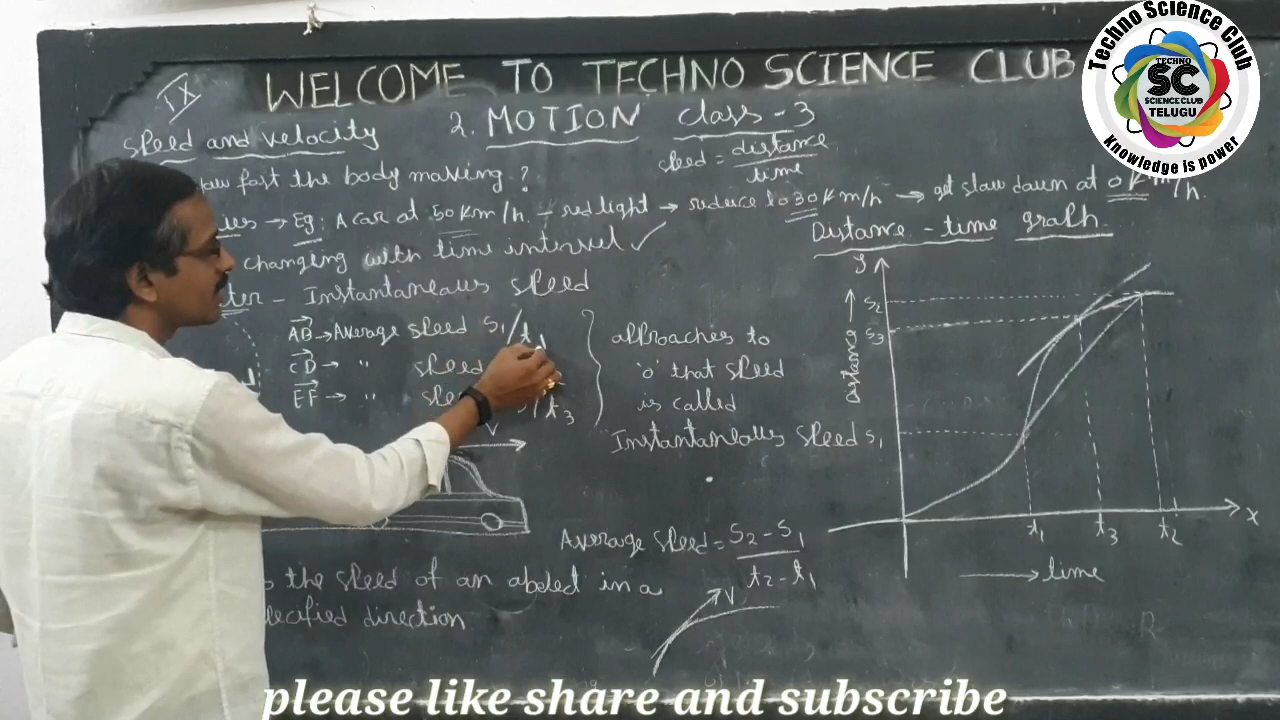 Techno Science Club
TECHNO
SC
SCIENCE CLUB
TELUGU
Knowledge is power
IX
WELCOME TO TECHNO SCIENCE CLUB
2. MOTION class - 3
speed and velocity
speed = distance / time
fast the body making ?
→ Eg: A car at 50 Km/h. → red light → reduce to 30 Km/h → get slow down at 0 Km/h.
changing with time interval ✓
Distance - time graph.
- Instantaneous speed
AB → Average speed S1/t1
CD → " speed
EF → " /t3
approaches to
'0' that speed
is called
Instantaneous speed
y
S2
S3
S1
distance
t1 t3 t2
X
→ time
V
Average speed = S2 - S1 / t2 - t1
the speed of an object in a
direction
V
please like share and subscribe